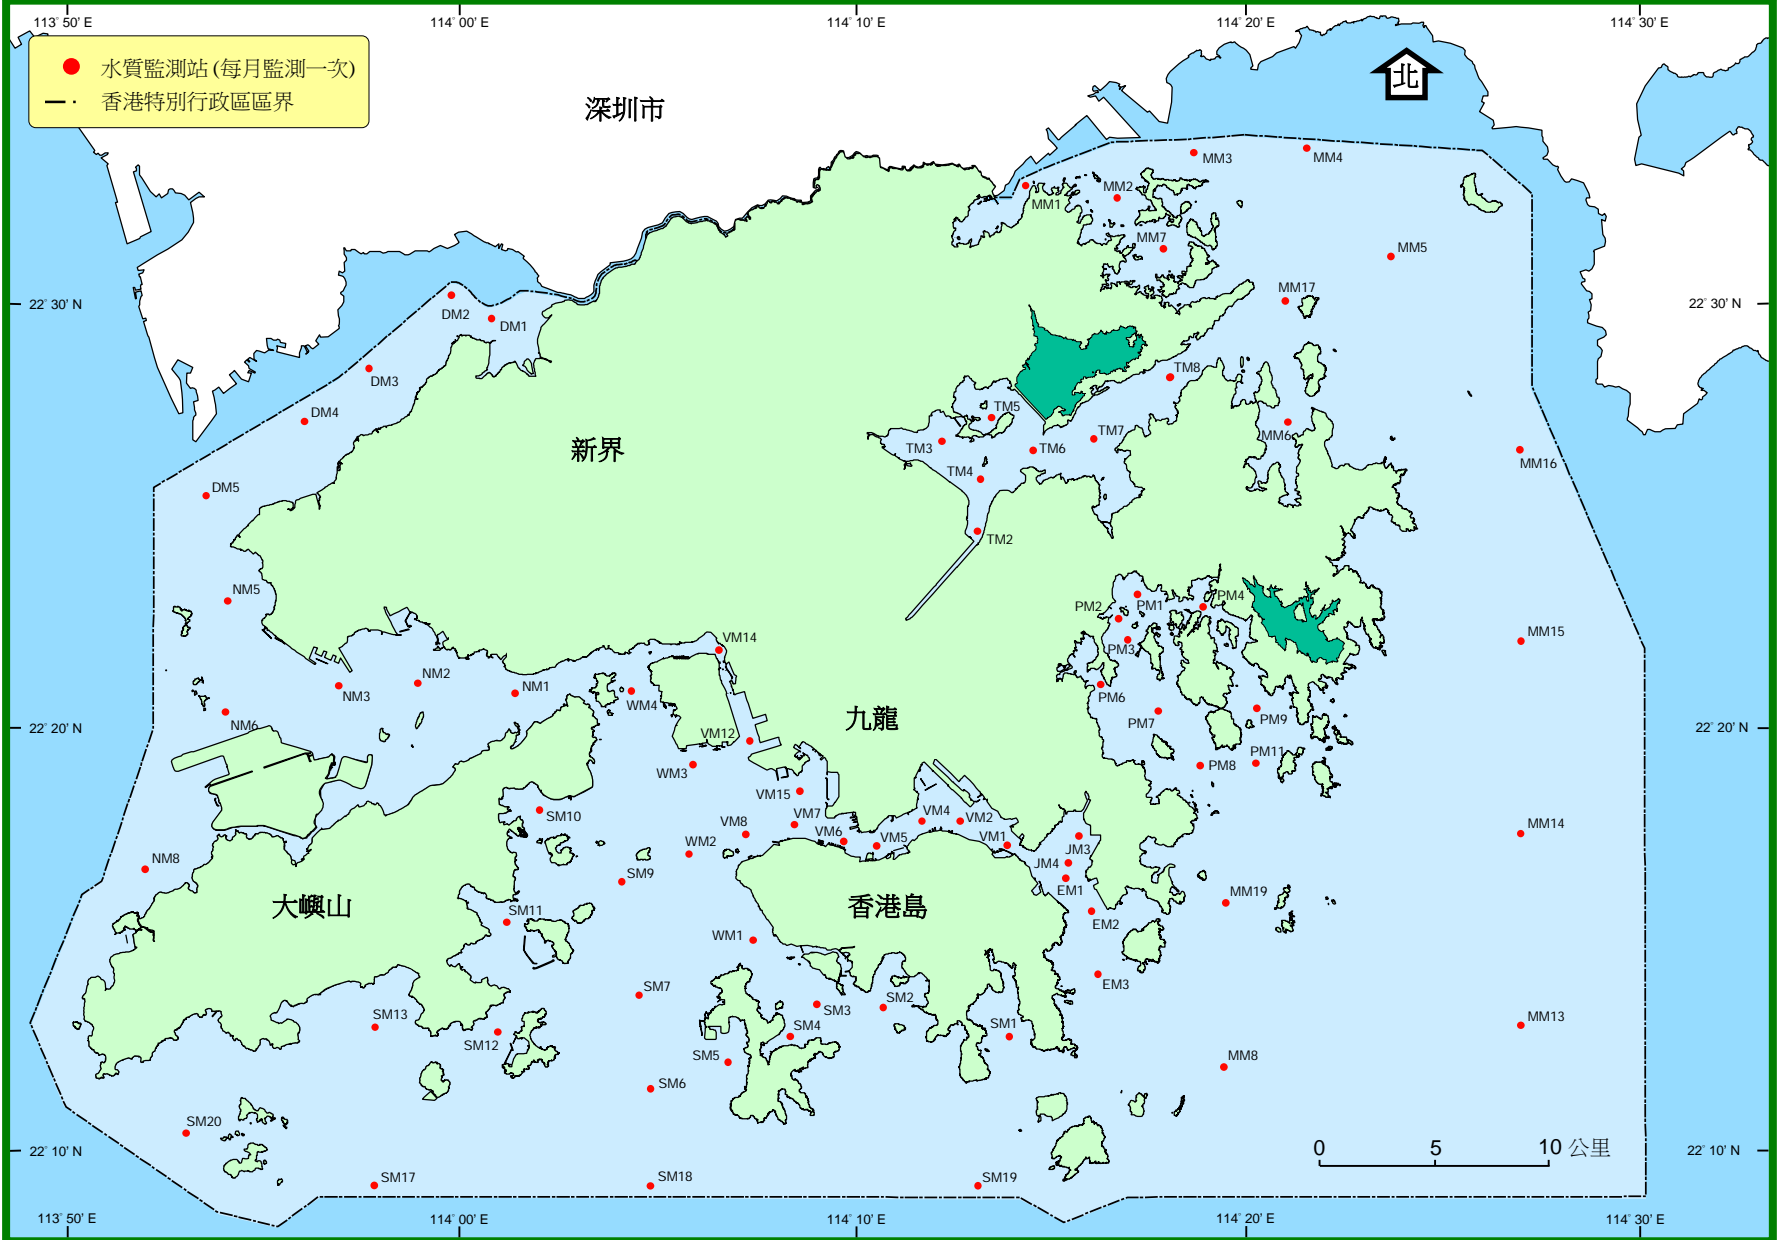 113° 50' E
114° 00' E
114° 10' E
114° 20' E
114° 30' E
水質監測站 (每月監測一次)
香港特別行政區區界
深圳市
北
MM3
MM4
MM2
MM1
MM7
MM5
MM17
22° 30' N
22° 30' N
DM2
DM1
DM3
TM8
DM4
TM5
TM7
MM6
新界
TM3
TM6
TM4
MM16
DM5
TM2
NM5
PM4
PM2
PM1
MM15
PM3
VM14
NM2
NM1
NM3
WM4
PM6
九龍
NM6
PM7
PM9
22° 20' N
22° 20' N
VM12
PM11
WM3
PM8
VM15
SM10
VM7
VM4
VM2
VM8
VM6
VM5
VM1
MM14
WM2
JM3
NM8
JM4
SM9
EM1
MM19
大嶼山
香港島
SM11
EM2
WM1
EM3
SM7
SM2
SM3
SM13
SM4
SM1
MM13
SM12
SM5
MM8
SM6
SM20
22° 10' N
0
5
10 公里
22° 10' N
SM17
SM18
SM19
113° 50' E
114° 00' E
114° 10' E
114° 20' E
114° 30' E